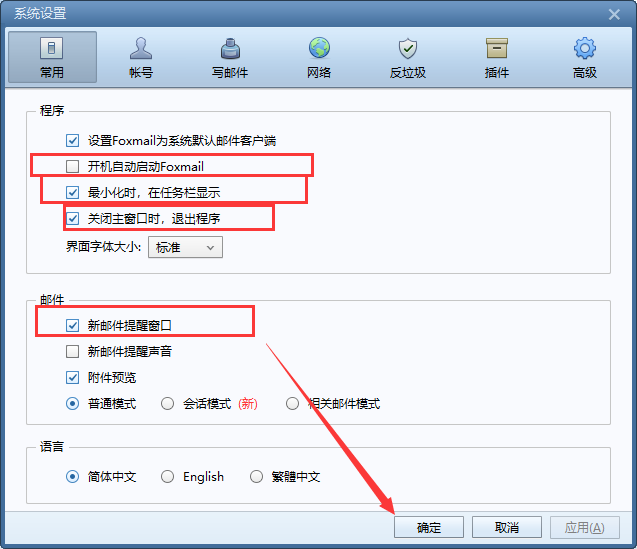 系统设置
常用 帐号 写邮件 网络 反垃圾 插件 高级
程序
设置Foxmail为系统默认邮件客户端
开机自动启动Foxmail
最小化时，在任务栏显示
关闭主窗口时，退出程序
界面字体大小: 标准
邮件
新邮件提醒窗口
新邮件提醒声音
附件预览
普通模式 会话模式 (新) 相关邮件模式
语言
简体中文 English 繁體中文
确定 取消 应用(A)